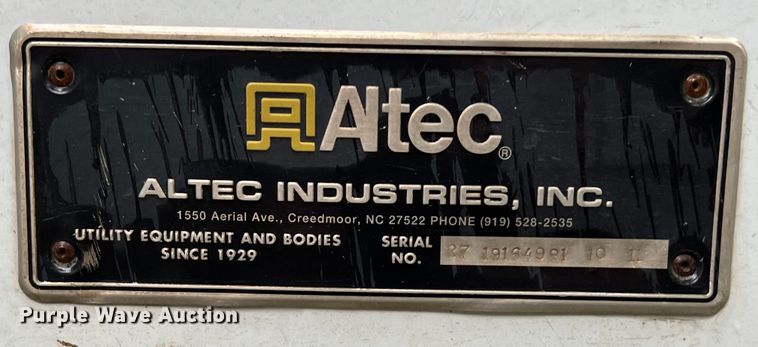 Altec®
ALTEC INDUSTRIES, INC.
1550 Aerial Ave., Creedmoor, NC 27522 PHONE (919) 528-2535
UTILITY EQUIPMENT AND BODIES
SINCE 1929
SERIAL
NO.
Purple Wave Auction